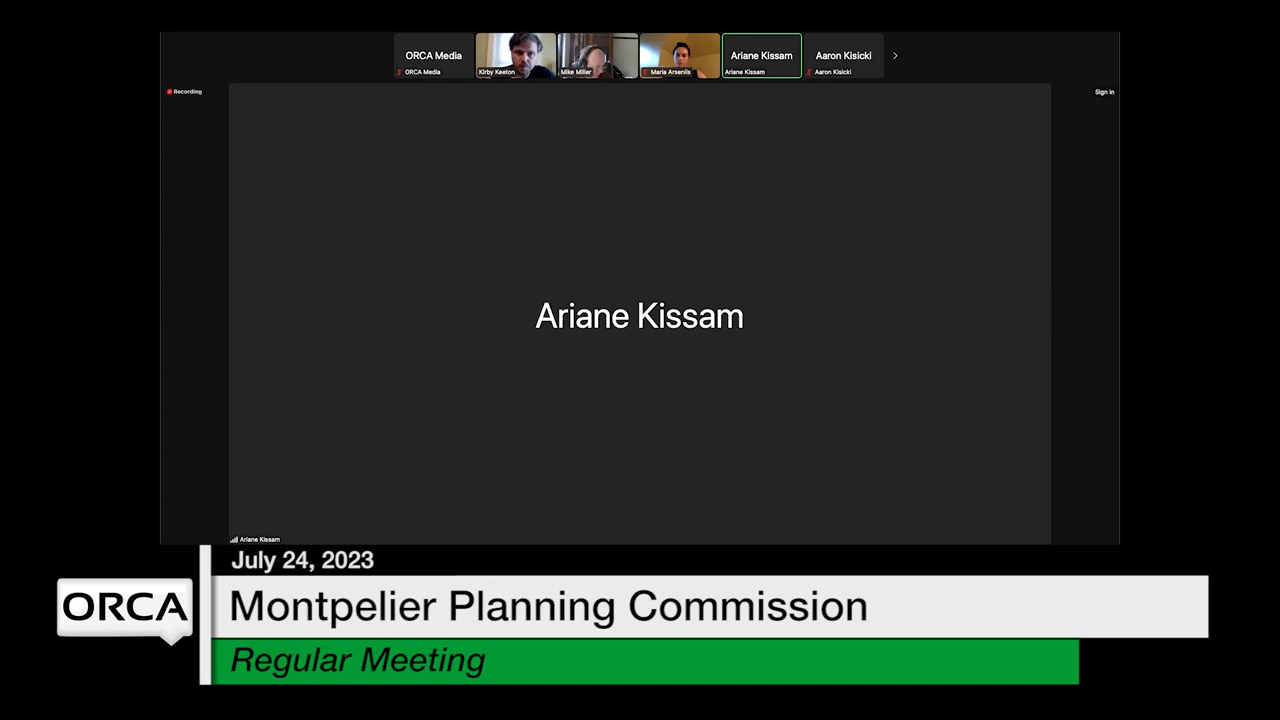 ORCA Media
Ariane Kissam
Aaron Kisicki
ORCA Media
Kirby Keeton
Mike Miller
Maria Arsenlis
Ariane Kissam
Aaron Kisicki
Recording
Sign in
Ariane Kissam
Ariane Kissam
July 24, 2023
ORCA
Montpelier Planning Commission
Regular Meeting